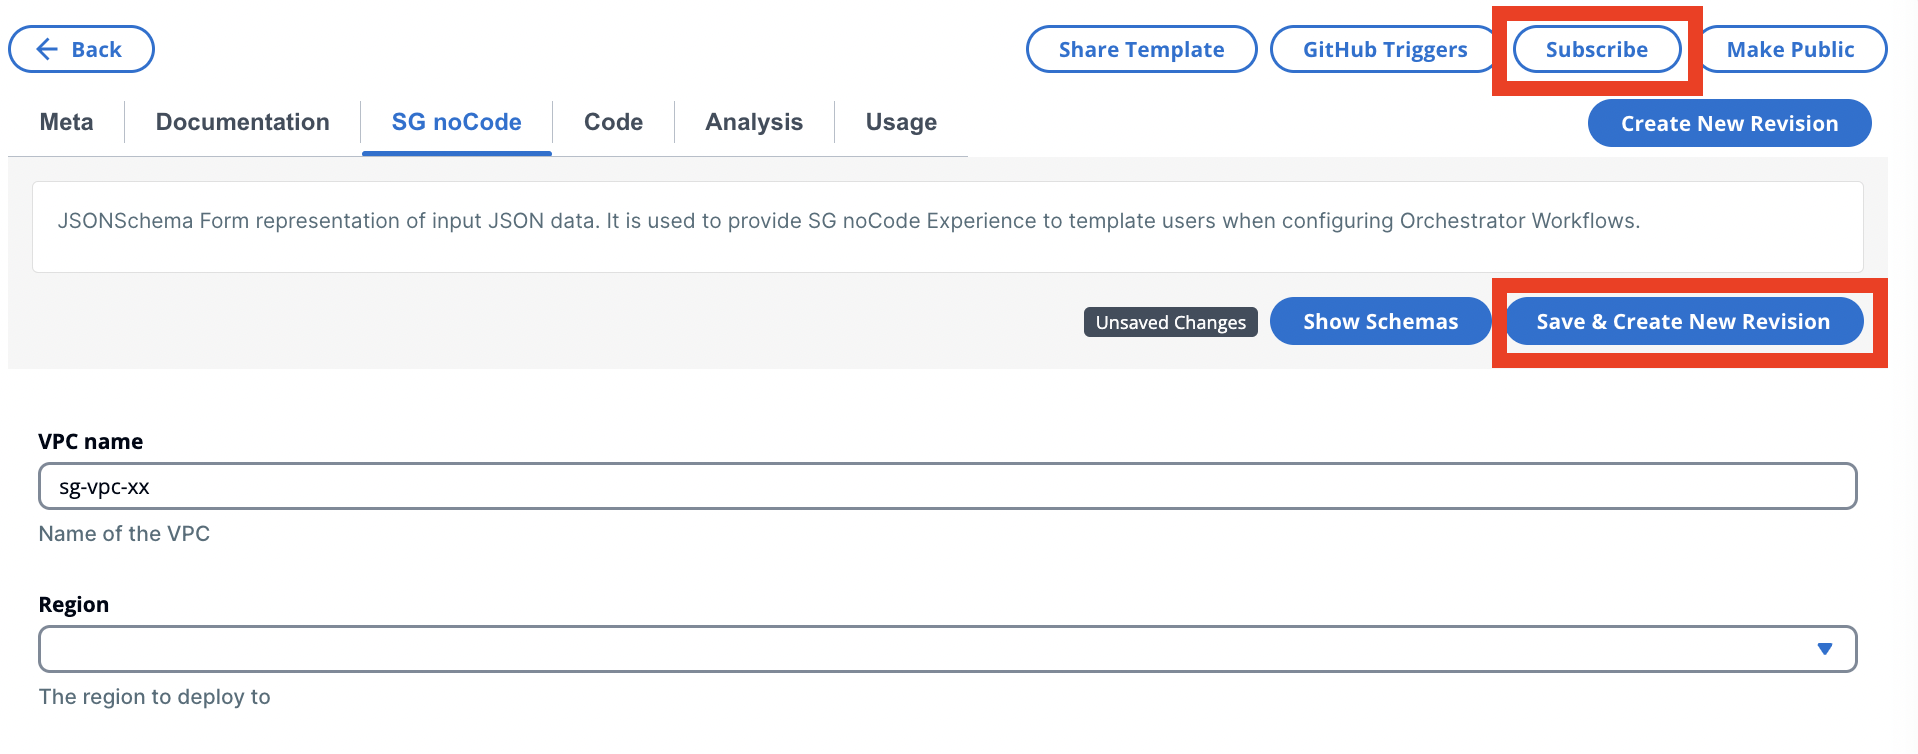 Back
Share Template
GitHub Triggers
Subscribe
Make Public
Meta
Documentation
SG noCode
Code
Analysis
Usage
Create New Revision
JSONSchema Form representation of input JSON data. It is used to provide SG noCode Experience to template users when configuring Orchestrator Workflows.
Unsaved Changes
Show Schemas
Save & Create New Revision
VPC name
sg-vpc-xx
Name of the VPC
Region
The region to deploy to